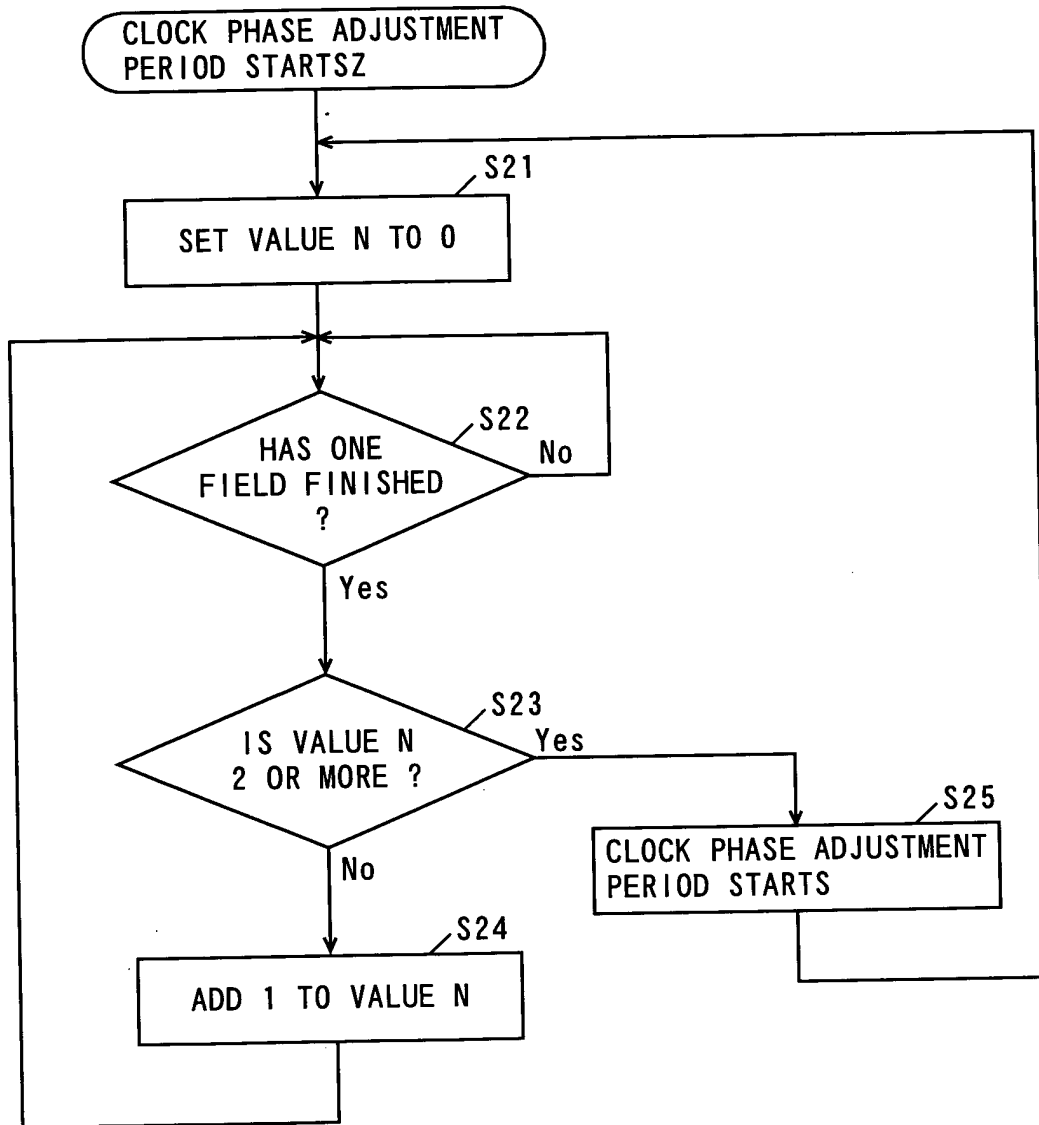 CLOCK PHASE ADJUSTMENT
PERIOD STARTSZ
S21
SET VALUE N TO 0
S22
HAS ONE
FIELD FINISHED
?
No
Yes
S23
IS VALUE N
2 OR MORE ?
Yes
S25
CLOCK PHASE ADJUSTMENT
PERIOD STARTS
No
S24
ADD 1 TO VALUE N